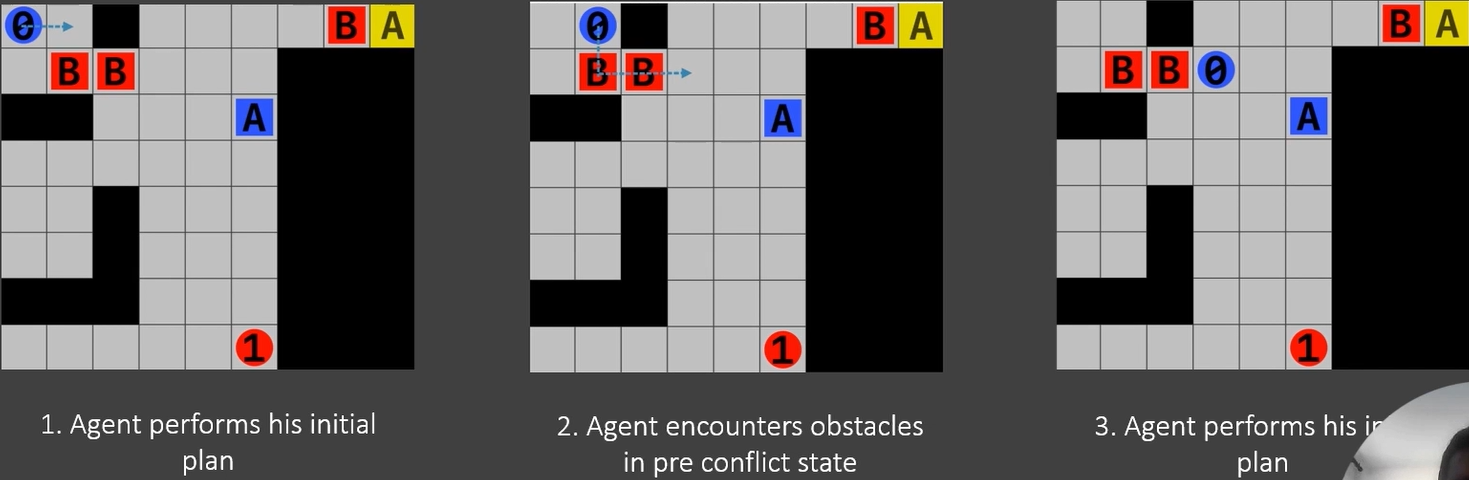 0 B A
B B
A
1
0 B A
B B
A
1
B A
B B 0
A
1
1. Agent performs his initial
plan
2. Agent encounters obstacles
in pre conflict state
3. Agent performs his
plan